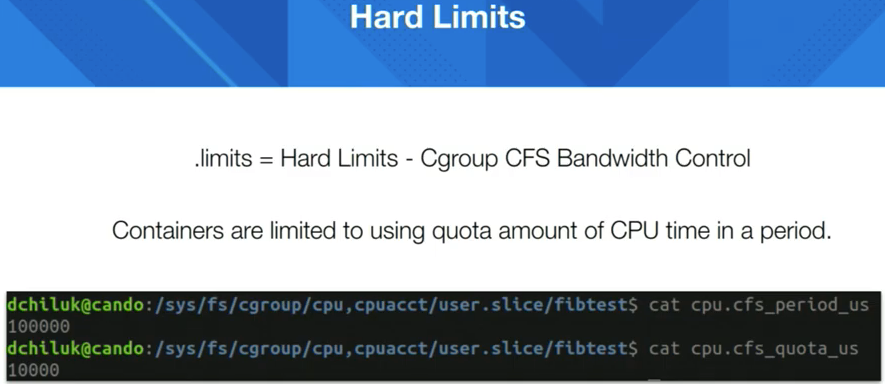 Hard Limits
.limits = Hard Limits - Cgroup CFS Bandwidth Control
Containers are limited to using quota amount of CPU time in a period.
dchiluk@cando:/sys/fs/cgroup/cpu,cpuacct/user.slice/fibtest$ cat cpu.cfs_period_us
100000
dchiluk@cando:/sys/fs/cgroup/cpu,cpuacct/user.slice/fibtest$ cat cpu.cfs_quota_us
10000